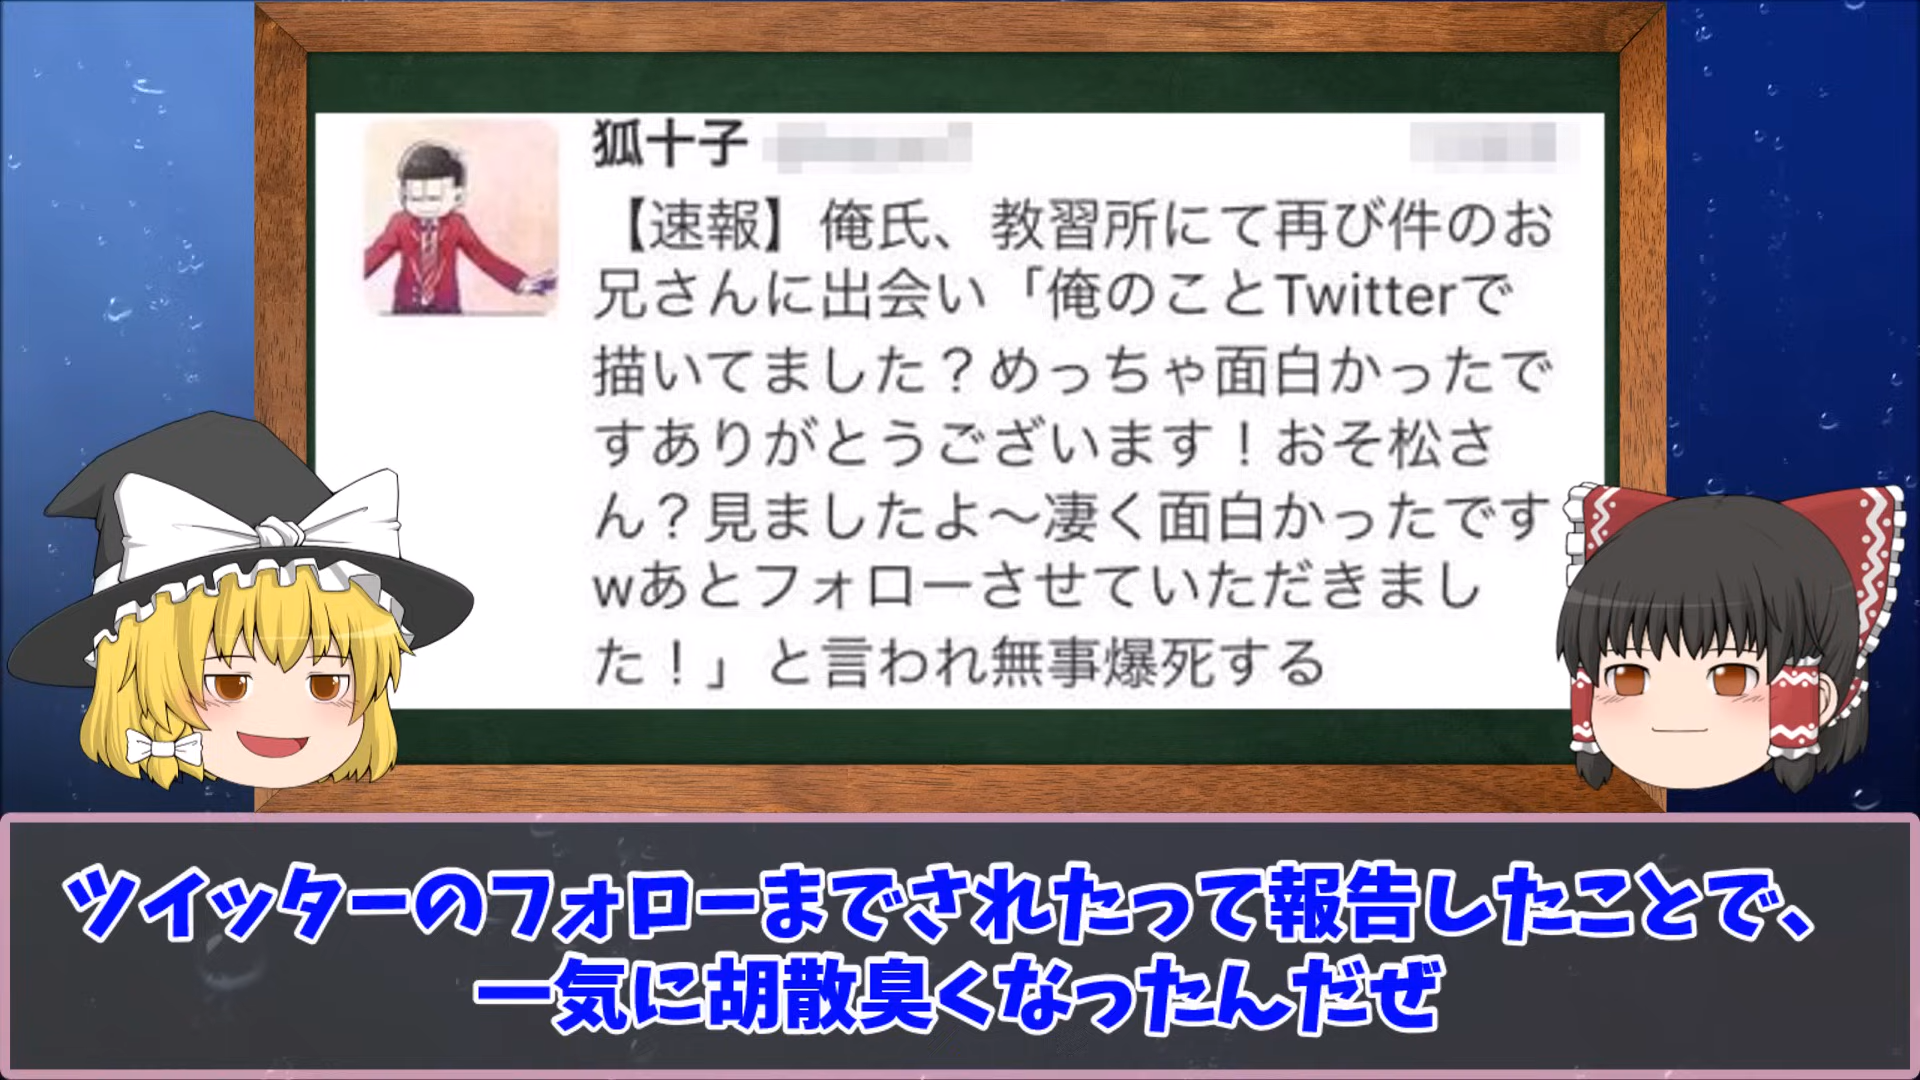 狐十子
【速報】俺氏、教習所にて再び件のお
兄さんに出会い「俺のことTwitterで
描いてました？めっちゃ面白かったで
すありがとうございます！おそ松さ
ん？見ましたよ〜凄く面白かったです
wあとフォローさせていただきまし
た！」と言われ無事爆死する
ツイッターのフォローまでされたって報告したことで、
一気に胡散臭くなったんだぜ